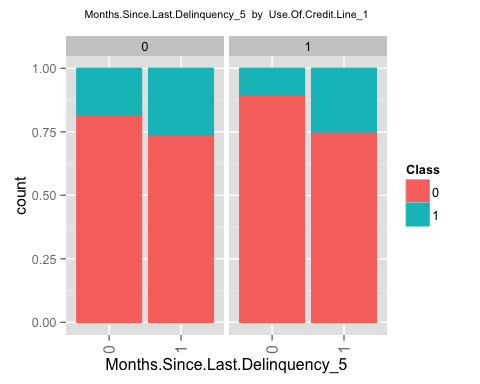 Months.Since.Last.Delinquency_5 by Use.Of.Credit.Line_1
0 1
1.00
0.75
0.50
0.25
0.00
count
0 1 0 1
Months.Since.Last.Delinquency_5
Class
0
1